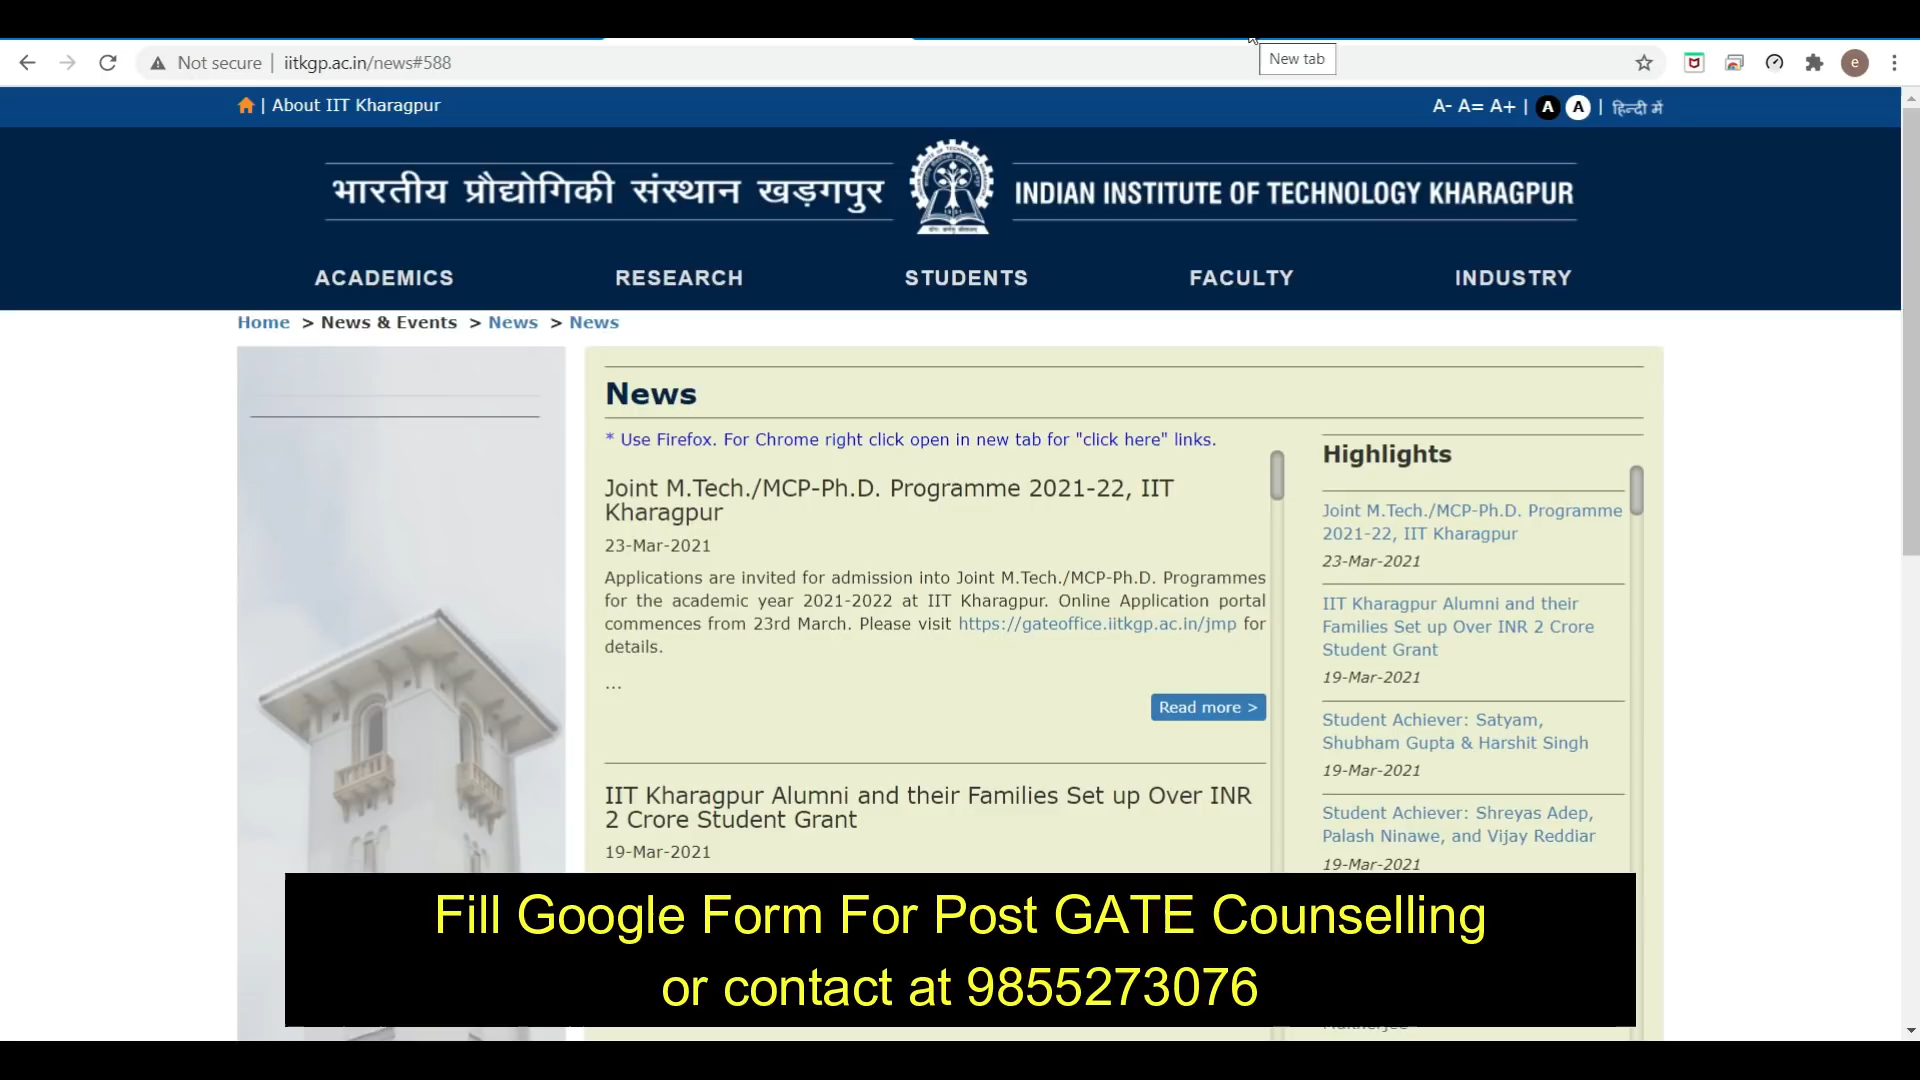 New tab
Not secure | iitkgp.ac.in/news#588
e
| About IIT Kharagpur
A- A= A+ | A A | हिन्दी में
भारतीय प्रौद्योगिकी संस्थान खड़गपुर
INDIAN INSTITUTE OF TECHNOLOGY KHARAGPUR
ACADEMICS RESEARCH STUDENTS FACULTY INDUSTRY
Home > News & Events > News > News
News
* Use Firefox. For Chrome right click open in new tab for "click here" links.
Joint M.Tech./MCP-Ph.D. Programme 2021-22, IIT
Kharagpur
23-Mar-2021
Applications are invited for admission into Joint M.Tech./MCP-Ph.D. Programmes
for the academic year 2021-2022 at IIT Kharagpur. Online Application portal
commences from 23rd March. Please visit https://gateoffice.iitkgp.ac.in/jmp for
details.
...
Read more >
IIT Kharagpur Alumni and their Families Set up Over INR
2 Crore Student Grant
19-Mar-2021
Highlights
Joint M.Tech./MCP-Ph.D. Programme
2021-22, IIT Kharagpur
23-Mar-2021
IIT Kharagpur Alumni and their
Families Set up Over INR 2 Crore
Student Grant
19-Mar-2021
Student Achiever: Satyam,
Shubham Gupta & Harshit Singh
19-Mar-2021
Student Achiever: Shreyas Adep,
Palash Ninawe, and Vijay Reddiar
19-Mar-2021
Fill Google Form For Post GATE Counselling
or contact at 9855273076